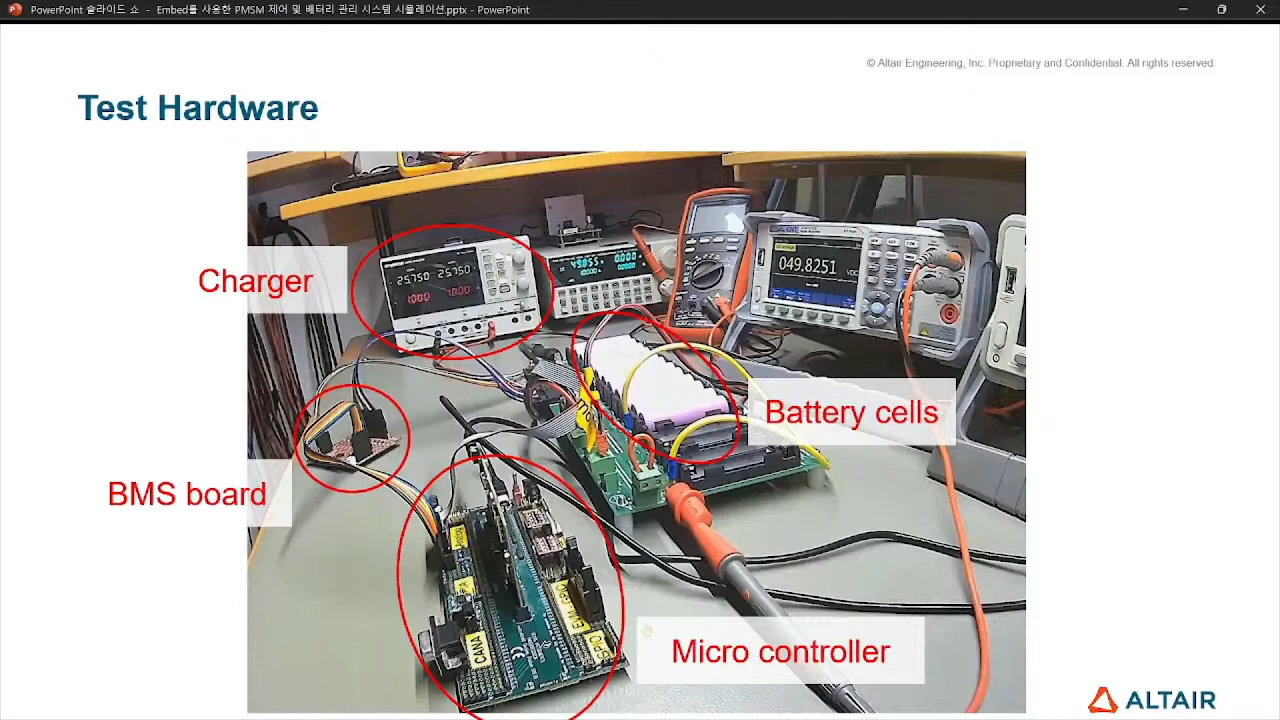 PowerPoint 슬라이드 쇼 - Embed를 사용한 PMSM 제어 및 배터리 관리 시스템 시뮬레이션.pptx - PowerPoint
© Altair Engineering, Inc. Proprietary and Confidential. All rights reserved.
Test Hardware
Charger
25.750 25.750
1.000 1.000
049.8251
VDC
Battery cells
BMS board
Analog
CANA
Micro controller
ALTAIR